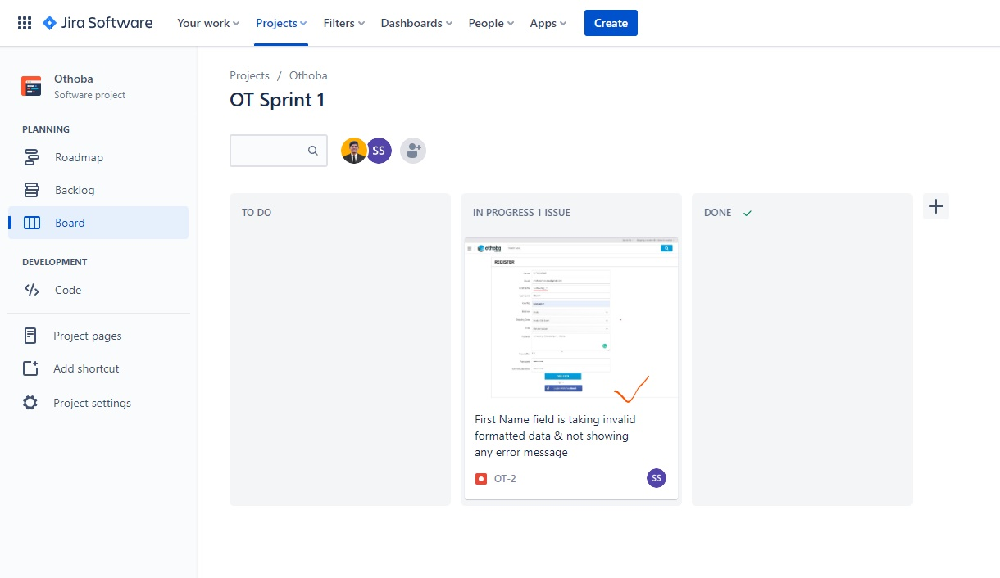 Jira Software Your work Projects Filters Dashboards People Apps Create
Othoba
Software project
PLANNING
Roadmap
Backlog
Board
DEVELOPMENT
Code
Project pages
Add shortcut
Project settings
Projects / Othoba
OT Sprint 1
SS
TO DO
IN PROGRESS 1 ISSUE
DONE
othoba
REGISTER
First Name field is taking invalid
formatted data & not showing
any error message
OT-2
SS